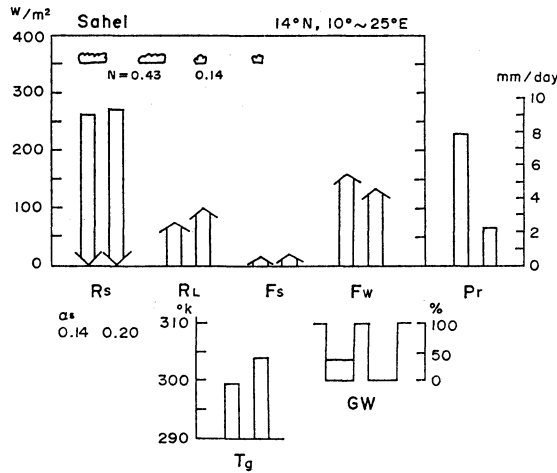 W/m² Sahel 14°N, 10°~25°E
400
N=0.43 0.14
mm/day
300
200
100
0
10
8
6
4
2
0
Rs RL Fs Fw Pr
αs
0.14 0.20
°k
310
300
290
Tg
%
100
50
0
GW